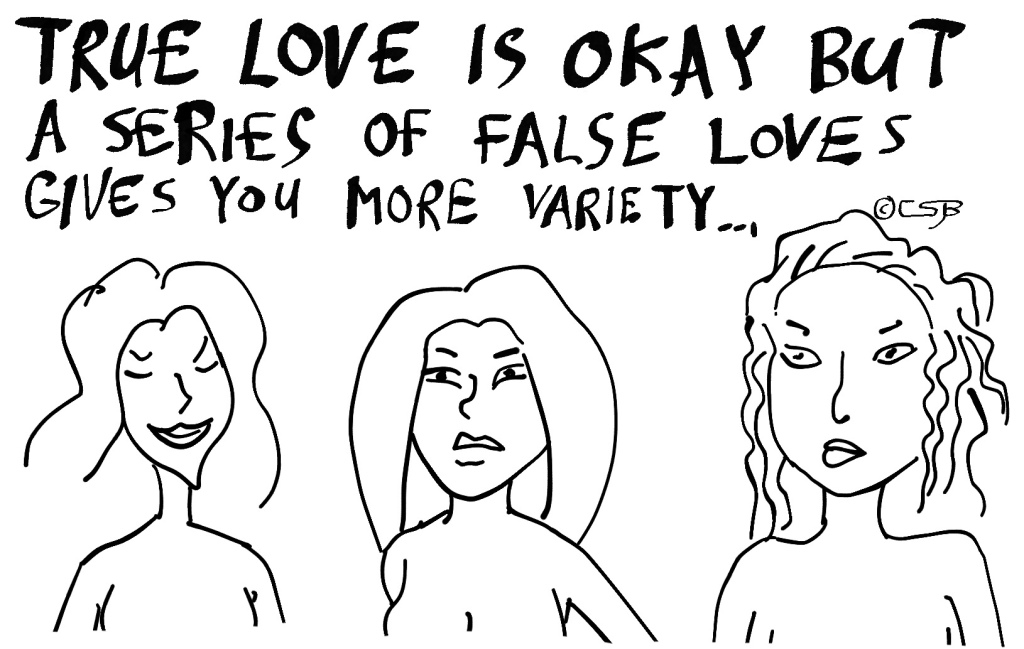 TRUE LOVE IS OKAY BUT
A SERIES OF FALSE LOVES
GIVES YOU MORE VARIETY...
©CSB